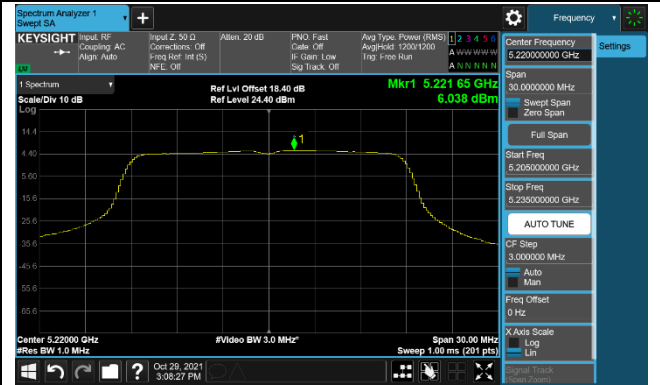 Spectrum Analyzer 1
Swept SA
Frequency
KEYSIGHT
Input: RF
Coupling: AC
Align: Auto
Input Z: 50 Ω
Corrections: Off
Freq Ref: Int (S)
NFE: Off
Atten: 20 dB
PNO: Fast
Gate: Off
IF Gain: Low
Sig Track: Off
Avg Type: Power (RMS)
Avg|Hold: 1200/1200
Trig: Free Run
1 2 3 4 5 6
A W W W W W
A N N N N N
1 Spectrum
Scale/Div 10 dB
Log
Ref Lvl Offset 18.40 dB
Ref Level 24.40 dBm
Mkr1 5.221 65 GHz
6.038 dBm
1
14.4
4.40
-5.60
-15.6
-25.6
-35.6
-45.6
-55.6
-65.6
Center 5.22000 GHz
#Res BW 1.0 MHz
#Video BW 3.0 MHz*
Span 30.00 MHz
Sweep 1.00 ms (201 pts)
Oct 29, 2021
3:08:27 PM
Center Frequency
5.220000000 GHz
Settings
Span
30.0000000 MHz
Swept Span
Zero Span
Full Span
Start Freq
5.205000000 GHz
Stop Freq
5.235000000 GHz
AUTO TUNE
CF Step
3.000000 MHz
Auto
Man
Freq Offset
0 Hz
X Axis Scale
Log
Lin
Signal Track
(Span Zoom)